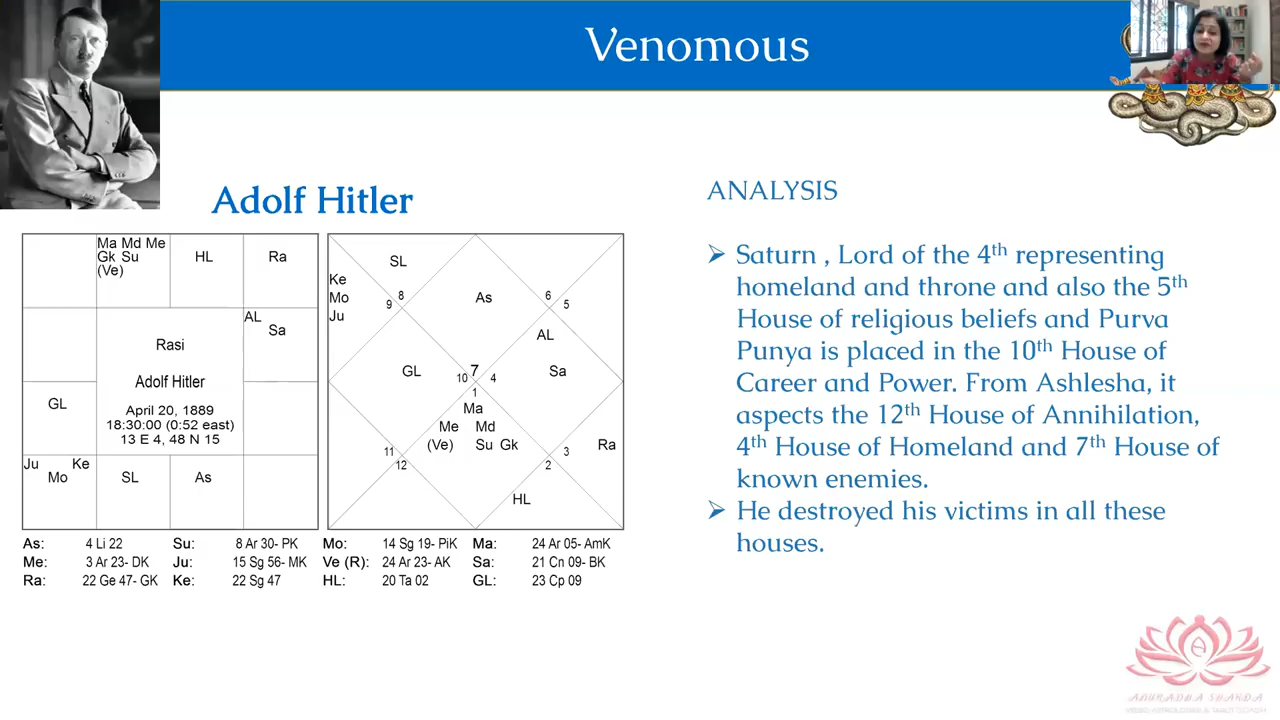 Venomous
Adolf Hitler
ANALYSIS
➢ Saturn , Lord of the 4th representing
homeland and throne and also the 5th
House of religious beliefs and Purva
Punya is placed in the 10th House of
Career and Power. From Ashlesha, it
aspects the 12th House of Annihilation,
4th House of Homeland and 7th House of
known enemies.
➢ He destroyed his victims in all these
houses.
Ma Md Me
Gk Su
(Ve)
HL
Ra
AL
Sa
Rasi
Adolf Hitler
April 20, 1889
18:30:00 (0:52 east)
13 E 4, 48 N 15
GL
Ju Ke
Mo
SL
As
SL
Ke
Mo
Ju
8
9
As
6
5
AL
GL
10
7
4
1
Sa
Ma
Me Md
(Ve) Su Gk
11
12
3
2
Ra
HL
As: 4 Li 22 Su: 8 Ar 30- PK Mo: 14 Sg 19- PiK Ma: 24 Ar 05- AmK
Me: 3 Ar 23- DK Ju: 15 Sg 56- MK Ve (R): 24 Ar 23- AK Sa: 21 Cn 09- BK
Ra: 22 Ge 47- GK Ke: 22 Sg 47 HL: 20 Ta 02 GL: 23 Cp 09
ANURADHA SHARDA